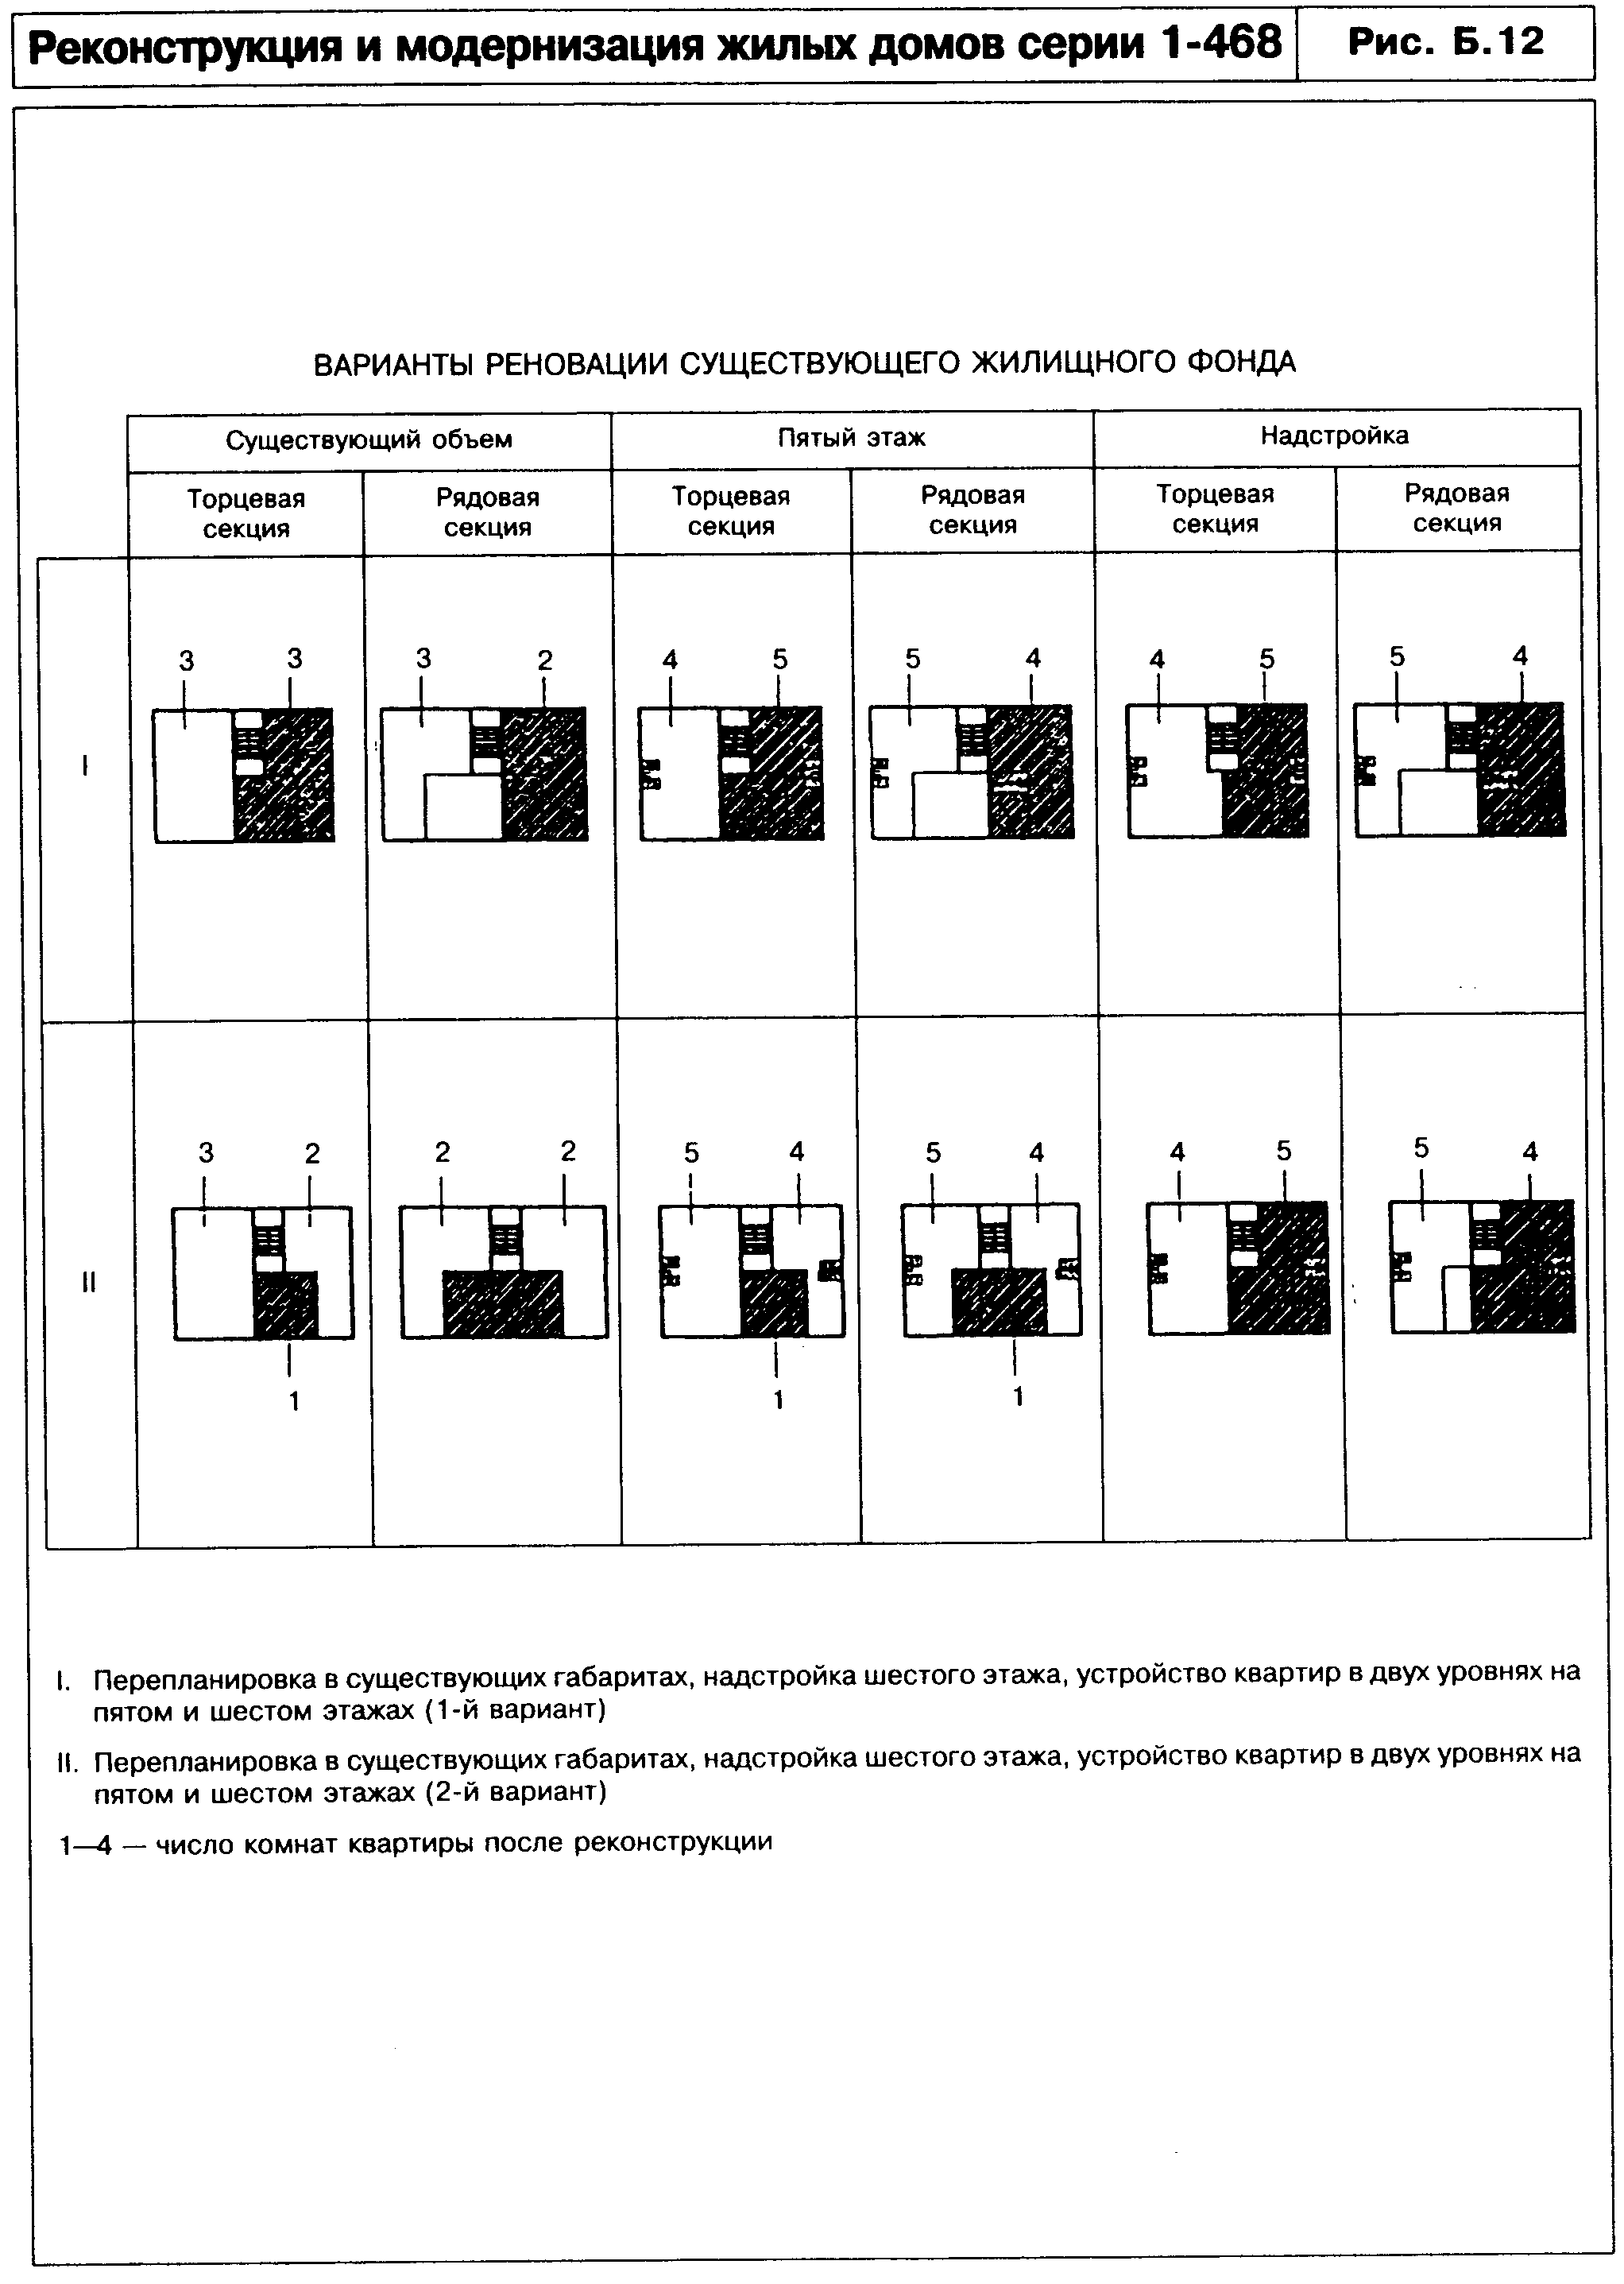 Реконструкция и модернизация жилых домов серии 1-468
Рис. Б.12
ВАРИАНТЫ РЕНОВАЦИИ СУЩЕСТВУЮЩЕГО ЖИЛИЩНОГО ФОНДА
Существующий объем
Пятый этаж
Надстройка
Торцевая
секция
Рядовая
секция
Торцевая
секция
Рядовая
секция
Торцевая
секция
Рядовая
секция
I
3 3
3 2
4 5
5 4
4 5
5 4
II
3 2
1
2 2
5 4
1
5 4
1
4 5
5 4
I. Перепланировка в существующих габаритах, надстройка шестого этажа, устройство квартир в двух уровнях на
пятом и шестом этажах (1-й вариант)
II. Перепланировка в существующих габаритах, надстройка шестого этажа, устройство квартир в двух уровнях на
пятом и шестом этажах (2-й вариант)
1—4 — число комнат квартиры после реконструкции